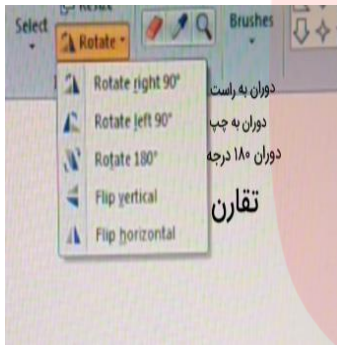 Select
Rotate
Brushes
Rotate right 90° دوران به راست
Rotate left 90° دوران به چپ
Rotate 180° دوران ۱۸۰ درجه
Flip vertical
Flip horizontal
تقارن